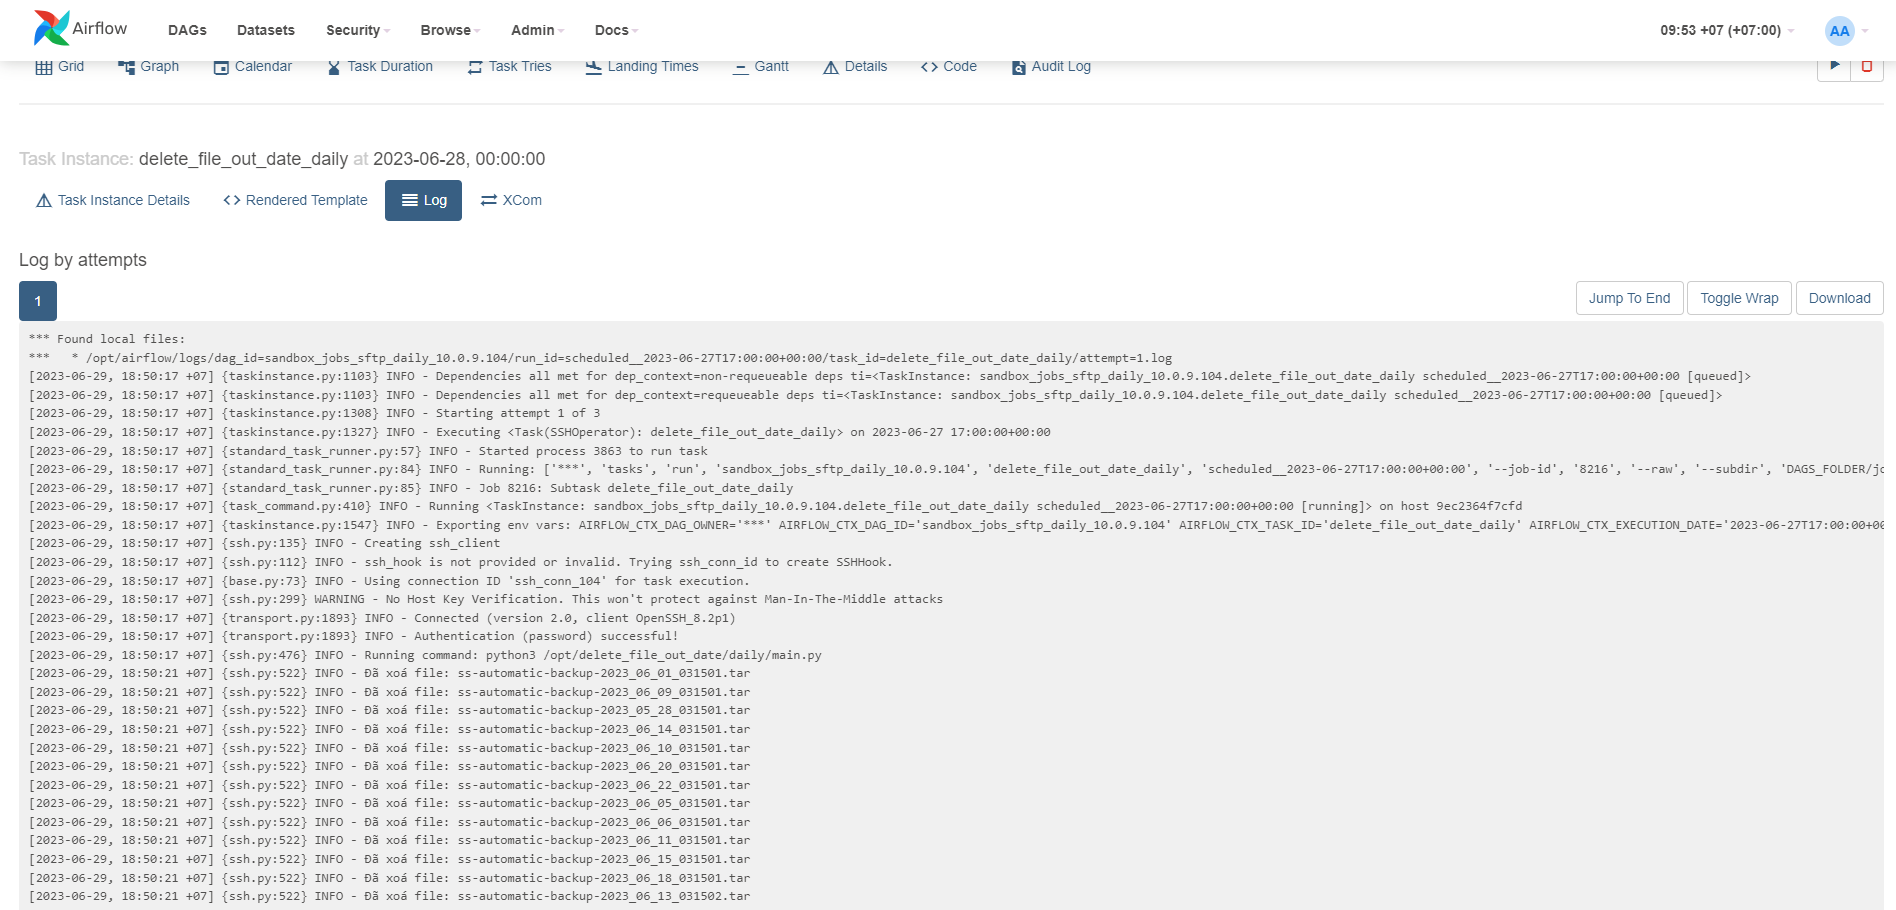 Airflow DAGs Datasets Security Browse Admin Docs 09:53 +07 (+07:00) AA
Grid Graph Calendar Task Duration Task Tries Landing Times Gantt Details Code Audit Log
Task Instance: delete_file_out_date_daily at 2023-06-28, 00:00:00
Task Instance Details Rendered Template Log XCom
Log by attempts
1 Jump To End Toggle Wrap Download
*** Found local files:
***   * /opt/airflow/logs/dag_id=sandbox_jobs_sftp_daily_10.0.9.104/run_id=scheduled__2023-06-27T17:00:00+00:00/task_id=delete_file_out_date_daily/attempt=1.log
[2023-06-29, 18:50:17 +07] {taskinstance.py:1103} INFO - Dependencies all met for dep_context=non-requeueable deps ti=<TaskInstance: sandbox_jobs_sftp_daily_10.0.9.104.delete_file_out_date_daily scheduled__2023-06-27T17:00:00+00:00 [queued]>
[2023-06-29, 18:50:17 +07] {taskinstance.py:1103} INFO - Dependencies all met for dep_context=requeueable deps ti=<TaskInstance: sandbox_jobs_sftp_daily_10.0.9.104.delete_file_out_date_daily scheduled__2023-06-27T17:00:00+00:00 [queued]>
[2023-06-29, 18:50:17 +07] {taskinstance.py:1308} INFO - Starting attempt 1 of 3
[2023-06-29, 18:50:17 +07] {taskinstance.py:1327} INFO - Executing <Task(SSHOperator): delete_file_out_date_daily> on 2023-06-27 17:00:00+00:00
[2023-06-29, 18:50:17 +07] {standard_task_runner.py:57} INFO - Started process 3863 to run task
[2023-06-29, 18:50:17 +07] {standard_task_runner.py:84} INFO - Running: ['***', 'tasks', 'run', 'sandbox_jobs_sftp_daily_10.0.9.104', 'delete_file_out_date_daily', 'scheduled__2023-06-27T17:00:00+00:00', '--job-id', '8216', '--raw', '--subdir', 'DAGS_FOLDER/jo
[2023-06-29, 18:50:17 +07] {standard_task_runner.py:85} INFO - Job 8216: Subtask delete_file_out_date_daily
[2023-06-29, 18:50:17 +07] {task_command.py:410} INFO - Running <TaskInstance: sandbox_jobs_sftp_daily_10.0.9.104.delete_file_out_date_daily scheduled__2023-06-27T17:00:00+00:00 [running]> on host 9ec2364f7cfd
[2023-06-29, 18:50:17 +07] {taskinstance.py:1547} INFO - Exporting env vars: AIRFLOW_CTX_DAG_OWNER='***' AIRFLOW_CTX_DAG_ID='sandbox_jobs_sftp_daily_10.0.9.104' AIRFLOW_CTX_TASK_ID='delete_file_out_date_daily' AIRFLOW_CTX_EXECUTION_DATE='2023-06-27T17:00:00+00
[2023-06-29, 18:50:17 +07] {ssh.py:135} INFO - Creating ssh_client
[2023-06-29, 18:50:17 +07] {ssh.py:112} INFO - ssh_hook is not provided or invalid. Trying ssh_conn_id to create SSHHook.
[2023-06-29, 18:50:17 +07] {base.py:73} INFO - Using connection ID 'ssh_conn_104' for task execution.
[2023-06-29, 18:50:17 +07] {ssh.py:299} WARNING - No Host Key Verification. This won't protect against Man-In-The-Middle attacks
[2023-06-29, 18:50:17 +07] {transport.py:1893} INFO - Connected (version 2.0, client OpenSSH_8.2p1)
[2023-06-29, 18:50:17 +07] {transport.py:1893} INFO - Authentication (password) successful!
[2023-06-29, 18:50:17 +07] {ssh.py:476} INFO - Running command: python3 /opt/delete_file_out_date/daily/main.py
[2023-06-29, 18:50:21 +07] {ssh.py:522} INFO - Đã xoá file: ss-automatic-backup-2023_06_01_031501.tar
[2023-06-29, 18:50:21 +07] {ssh.py:522} INFO - Đã xoá file: ss-automatic-backup-2023_06_09_031501.tar
[2023-06-29, 18:50:21 +07] {ssh.py:522} INFO - Đã xoá file: ss-automatic-backup-2023_05_28_031501.tar
[2023-06-29, 18:50:21 +07] {ssh.py:522} INFO - Đã xoá file: ss-automatic-backup-2023_06_14_031501.tar
[2023-06-29, 18:50:21 +07] {ssh.py:522} INFO - Đã xoá file: ss-automatic-backup-2023_06_10_031501.tar
[2023-06-29, 18:50:21 +07] {ssh.py:522} INFO - Đã xoá file: ss-automatic-backup-2023_06_20_031501.tar
[2023-06-29, 18:50:21 +07] {ssh.py:522} INFO - Đã xoá file: ss-automatic-backup-2023_06_22_031501.tar
[2023-06-29, 18:50:21 +07] {ssh.py:522} INFO - Đã xoá file: ss-automatic-backup-2023_06_05_031501.tar
[2023-06-29, 18:50:21 +07] {ssh.py:522} INFO - Đã xoá file: ss-automatic-backup-2023_06_06_031501.tar
[2023-06-29, 18:50:21 +07] {ssh.py:522} INFO - Đã xoá file: ss-automatic-backup-2023_06_11_031501.tar
[2023-06-29, 18:50:21 +07] {ssh.py:522} INFO - Đã xoá file: ss-automatic-backup-2023_06_15_031501.tar
[2023-06-29, 18:50:21 +07] {ssh.py:522} INFO - Đã xoá file: ss-automatic-backup-2023_06_18_031501.tar
[2023-06-29, 18:50:21 +07] {ssh.py:522} INFO - Đã xoá file: ss-automatic-backup-2023_06_13_031502.tar